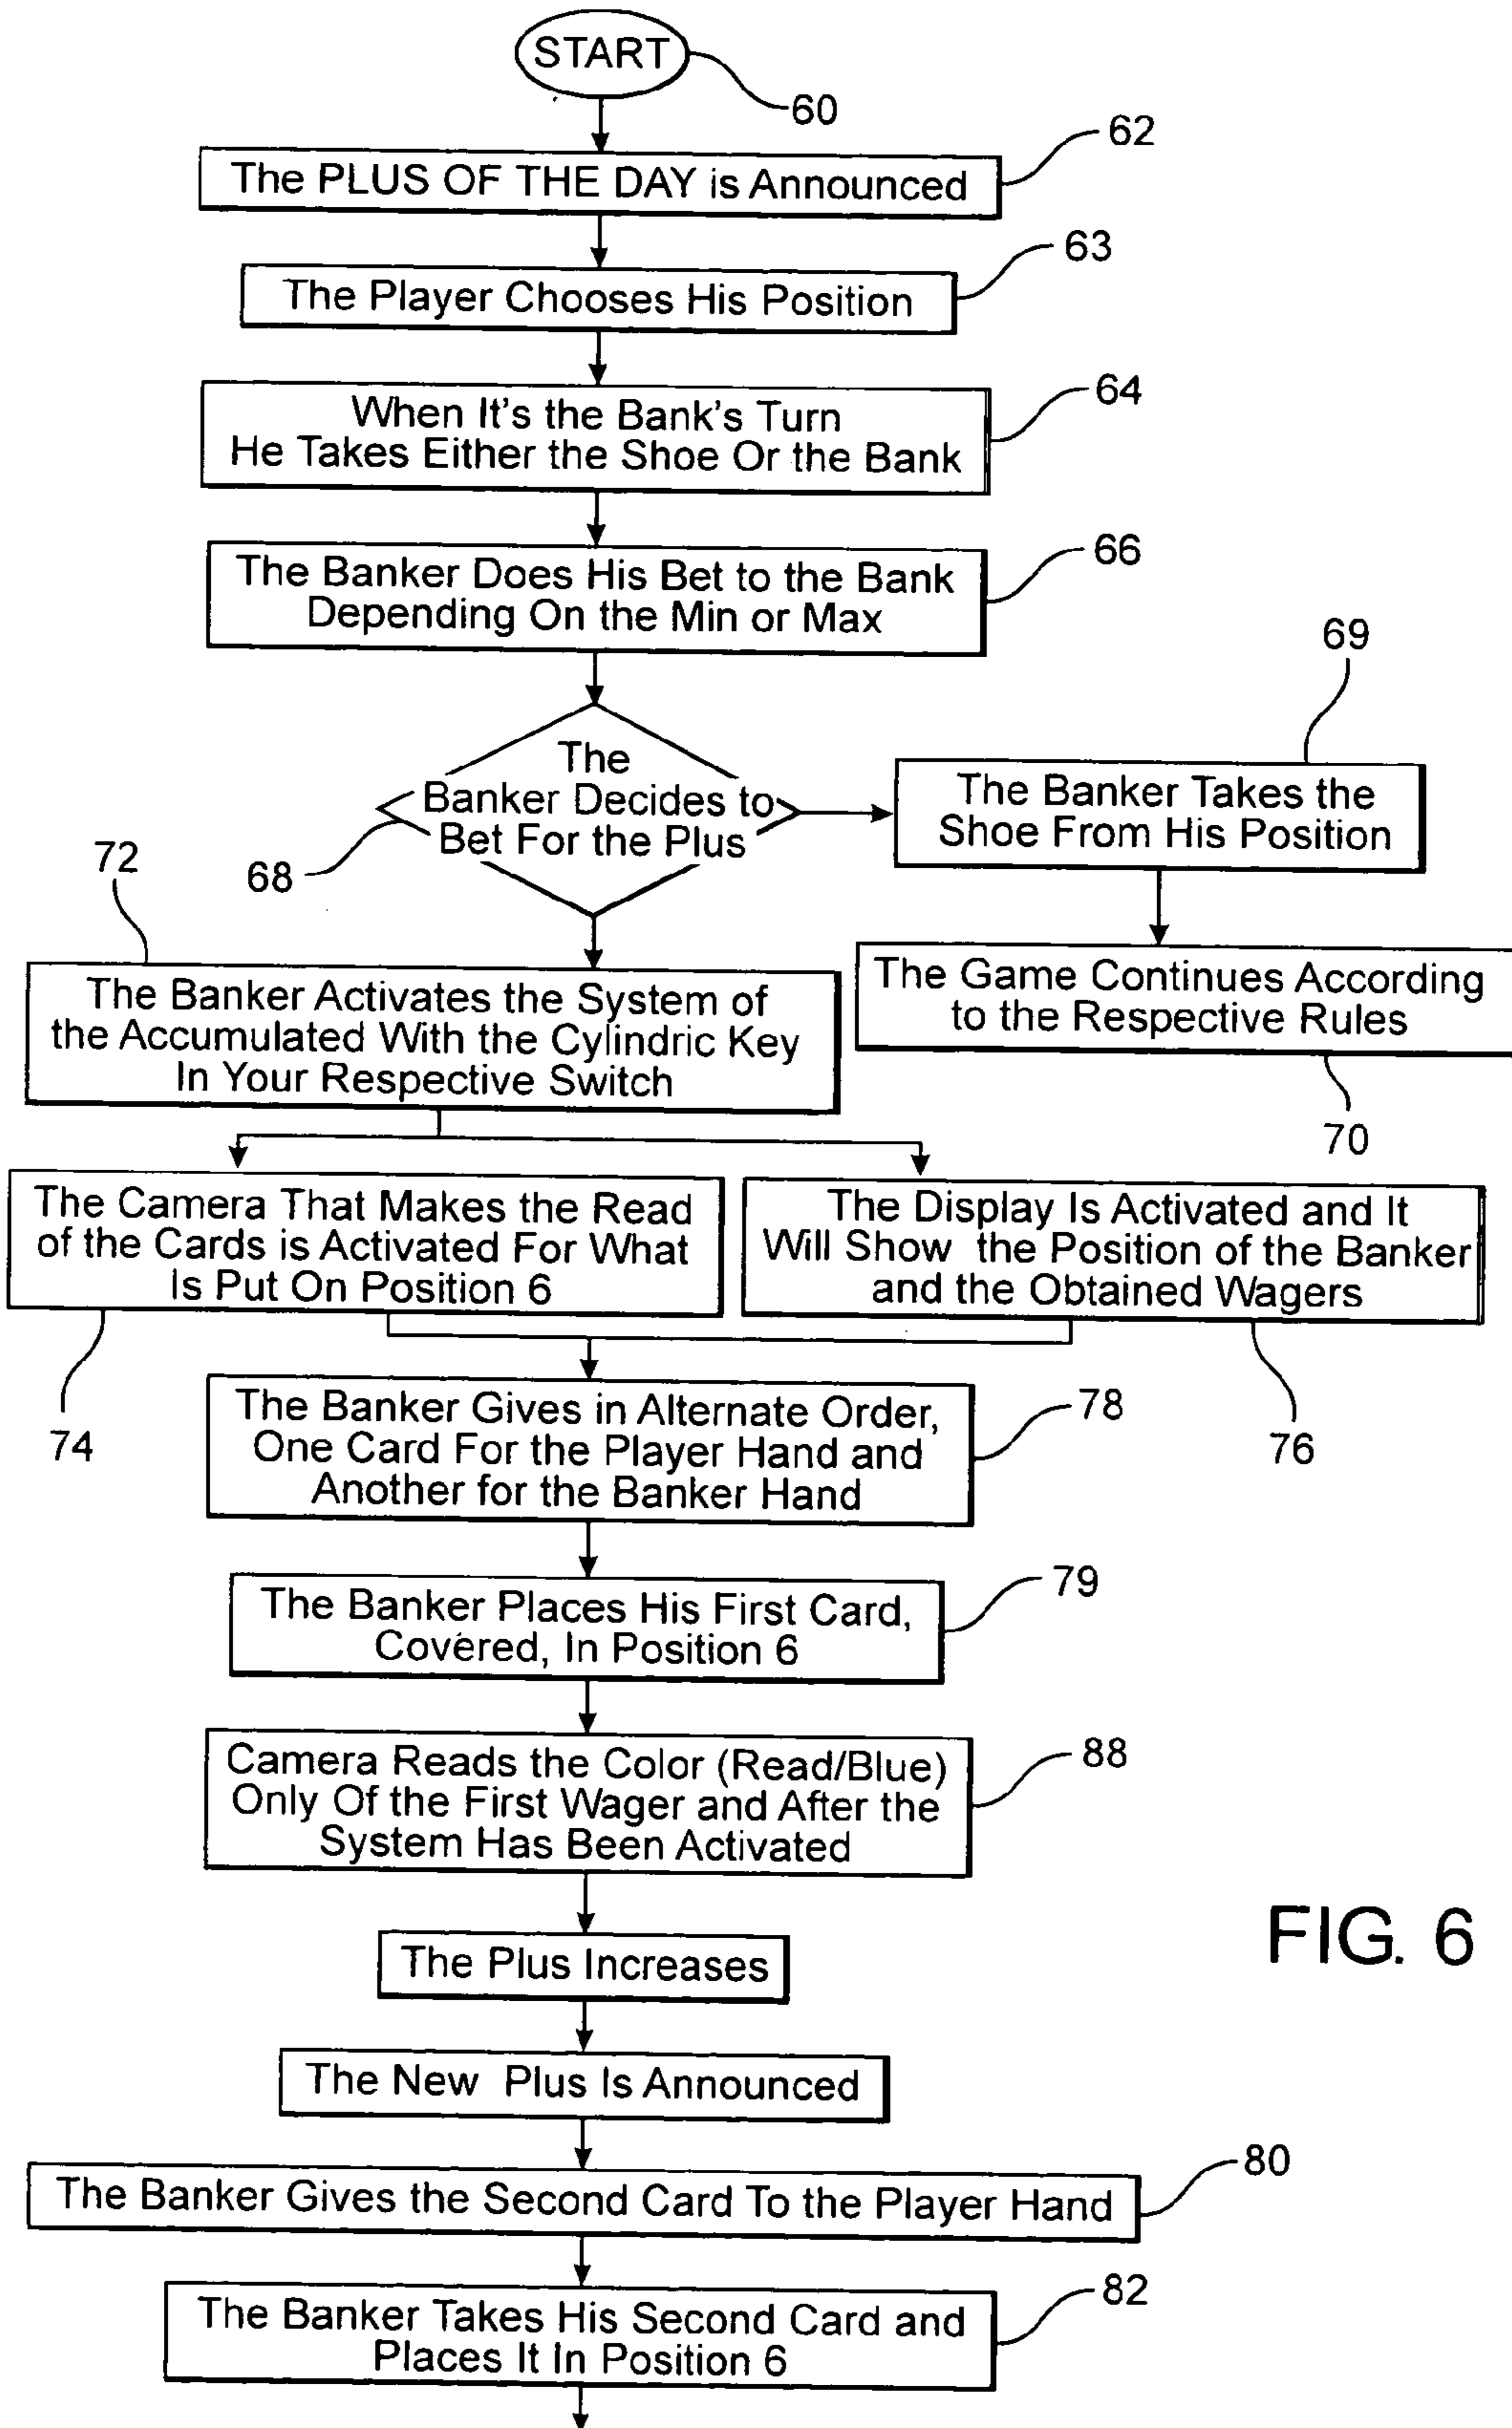 START
60
The PLUS OF THE DAY is Announced
62
The Player Chooses His Position
63
When It's the Bank's Turn
He Takes Either the Shoe Or the Bank
64
The Banker Does His Bet to the Bank
Depending On the Min or Max
66
The
Banker Decides to
Bet For the Plus
68
69
The Banker Takes the
Shoe From His Position
The Game Continues According
to the Respective Rules
70
72
The Banker Activates the System of
the Accumulated With the Cylindric Key
In Your Respective Switch
The Camera That Makes the Read
of the Cards is Activated For What
Is Put On Position 6
74
The Display Is Activated and It
Will Show the Position of the Banker
and the Obtained Wagers
76
The Banker Gives in Alternate Order,
One Card For the Player Hand and
Another for the Banker Hand
78
The Banker Places His First Card,
Covered, In Position 6
79
Camera Reads the Color (Read/Blue)
Only Of the First Wager and After the
System Has Been Activated
88
The Plus Increases
FIG. 6
The New Plus Is Announced
The Banker Gives the Second Card To the Player Hand
80
The Banker Takes His Second Card and
Places It In Position 6
82